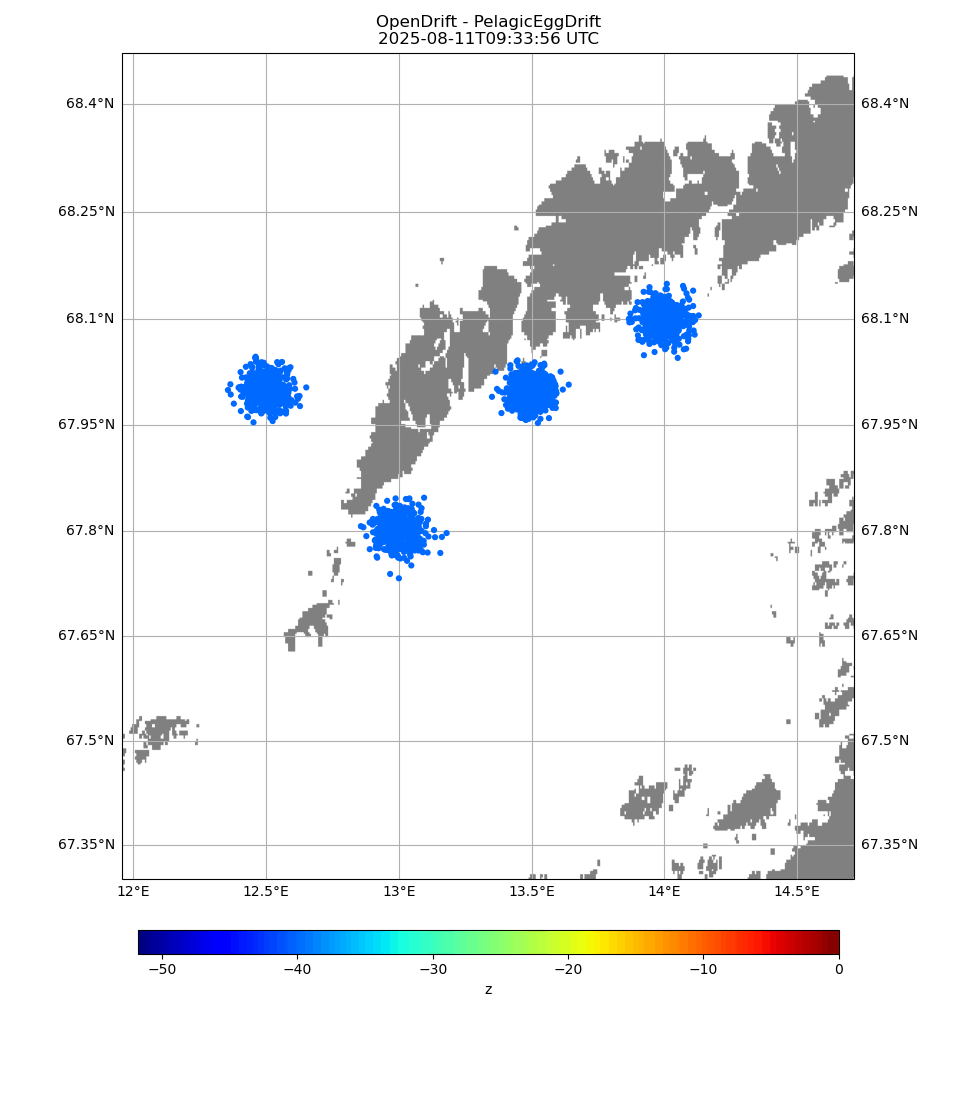 OpenDrift - PelagicEggDrift
2025-08-11T09:33:56 UTC
68.4°N 68.4°N
68.25°N 68.25°N
68.1°N 68.1°N
67.95°N 67.95°N
67.8°N 67.8°N
67.65°N 67.65°N
67.5°N 67.5°N
67.35°N 67.35°N
12°E 12.5°E 13°E 13.5°E 14°E 14.5°E
−50 −40 −30 −20 −10 0
z